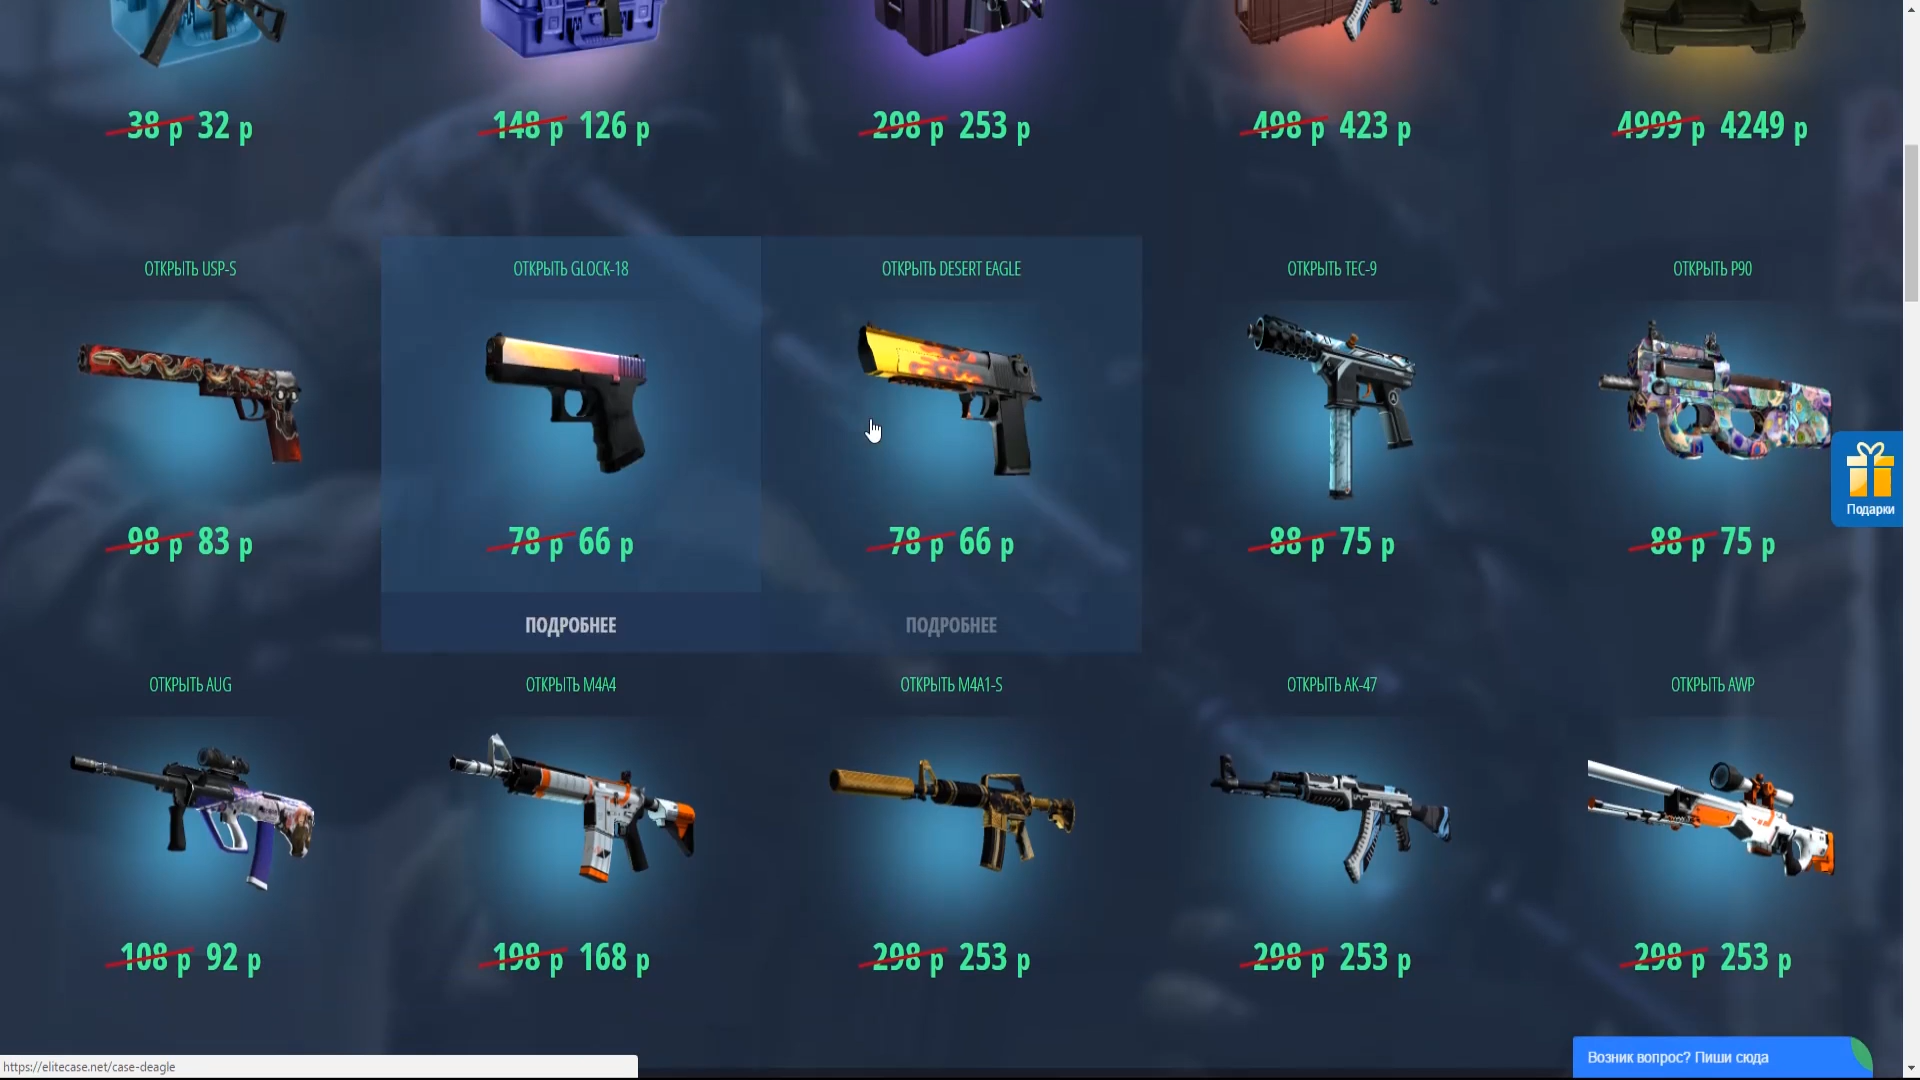 38 р 32 р
148 р 126 р
298 р 253 р
498 р 423 р
4999 р 4249 р
ОТКРЫТЬ USP-S
ОТКРЫТЬ GLOCK-18
ОТКРЫТЬ DESERT EAGLE
ОТКРЫТЬ TEC-9
ОТКРЫТЬ P90
98 р 83 р
78 р 66 р
78 р 66 р
88 р 75 р
88 р 75 р
Подарки
ПОДРОБНЕЕ
ПОДРОБНЕЕ
ОТКРЫТЬ AUG
ОТКРЫТЬ M4A4
ОТКРЫТЬ M4A1-S
ОТКРЫТЬ AK-47
ОТКРЫТЬ AWP
108 р 92 р
198 р 168 р
298 р 253 р
298 р 253 р
298 р 253 р
Возник вопрос? Пиши сюда
https://elitecase.net/case-deagle